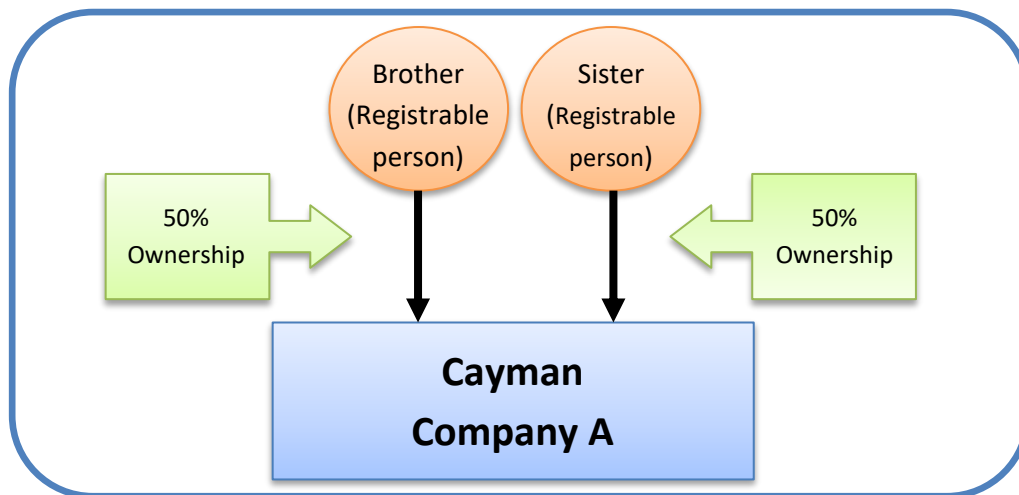 Brother
(Registrable
person)
Sister
(Registrable
person)
50%
Ownership
50%
Ownership
Cayman
Company A